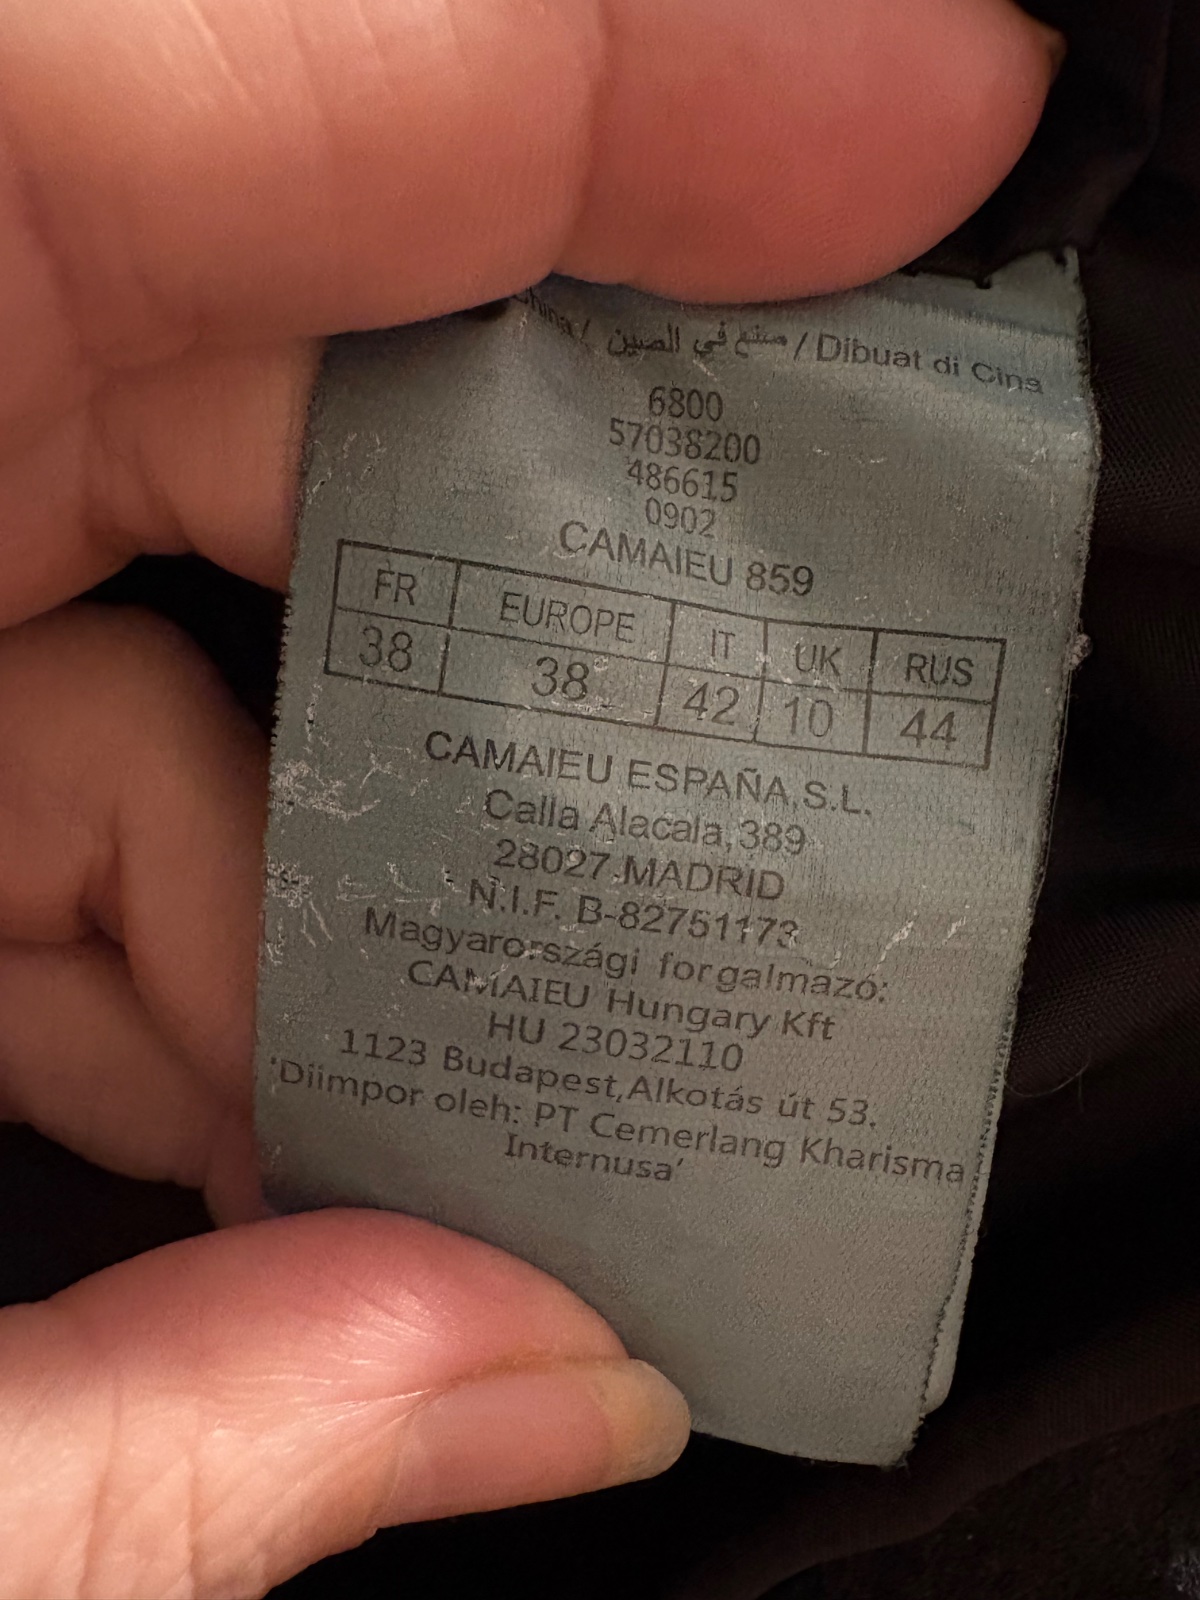 China / صنع في الصين / Dibuat di Cina
6800
57038200
486615
0902
CAMAIEU 859
FR EUROPE IT UK RUS
38 38 42 10 44
CAMAIEU ESPAÑA,S.L.
Calla Alacala,389
28027.MADRID
N.I.F. B-82751173
Magyarországi forgalmazó:
CAMAIEU Hungary Kft
HU 23032110
1123 Budapest,Alkotás út 53.
'Diimpor oleh: PT Cemerlang Kharisma
Internusa'